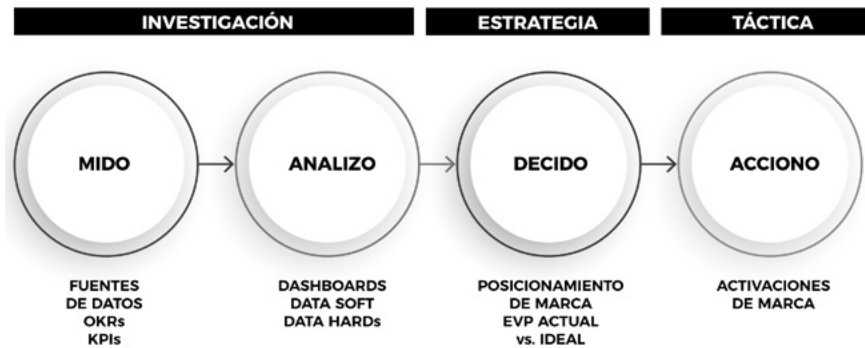 INVESTIGACIÓN
ESTRATEGIA
TÁCTICA
MIDO
ANALIZO
DECIDO
ACCIONO
FUENTES
DE DATOS
OKRs
KPIs
DASHBOARDS
DATA SOFT
DATA HARDs
POSICIONAMIENTO
DE MARCA
EVP ACTUAL
vs. IDEAL
ACTIVACIONES
DE MARCA